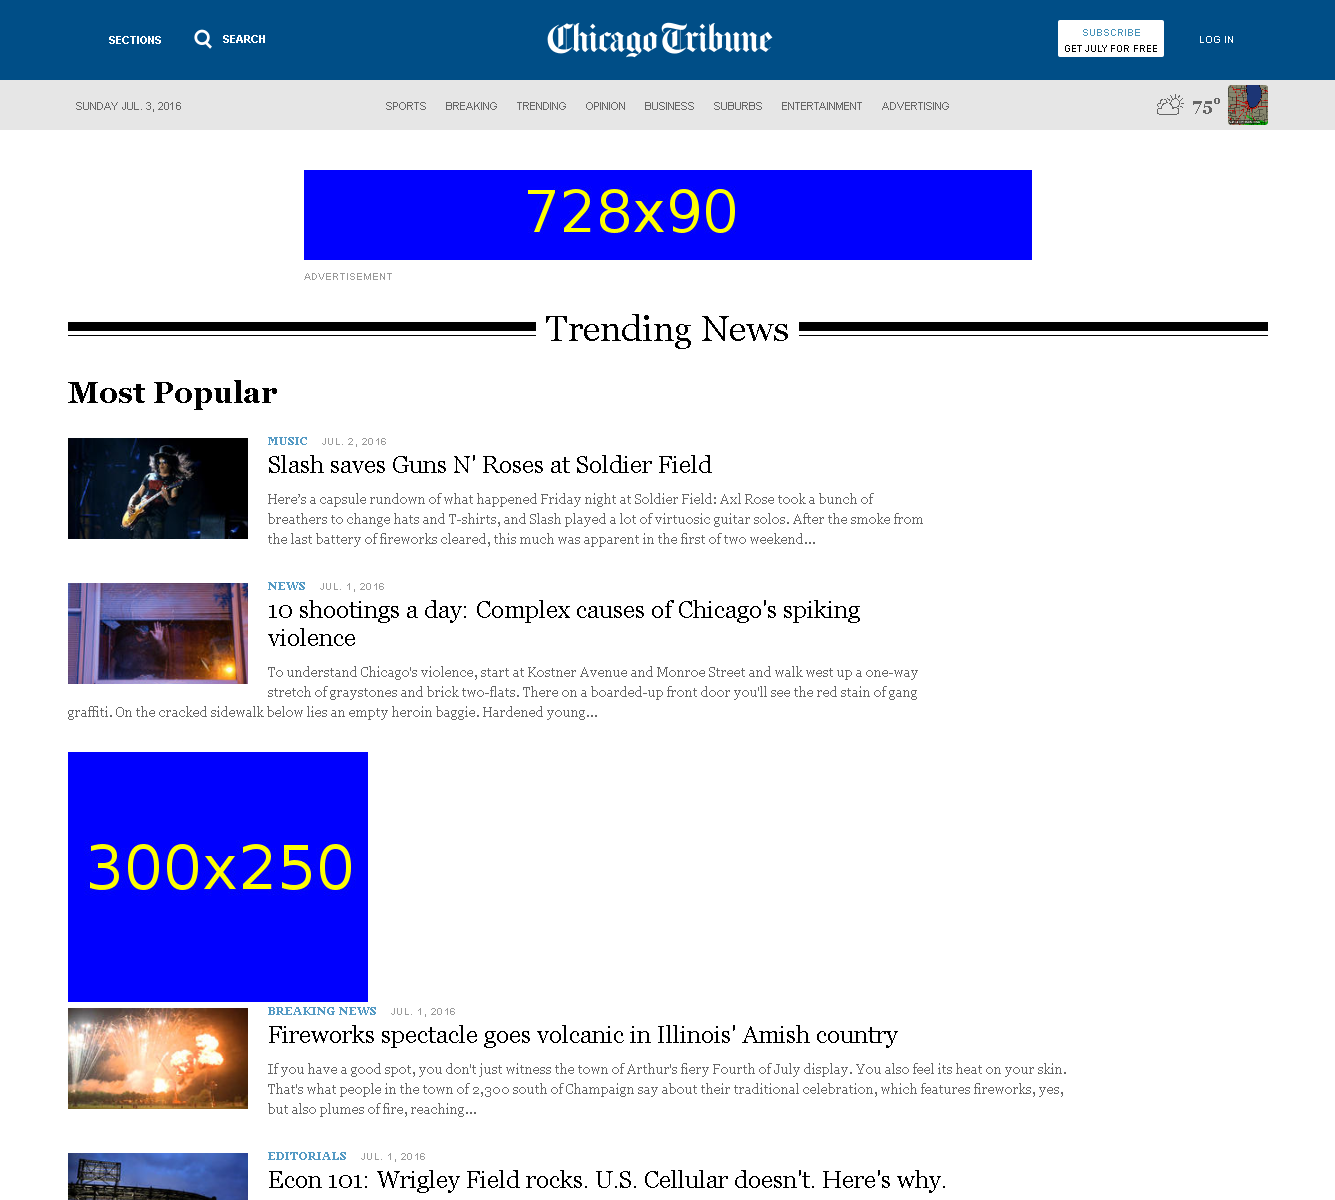 SECTIONS
SEARCH
Chicago Tribune
SUBSCRIBE
GET JULY FOR FREE
LOG IN
SUNDAY JUL. 3, 2016
SPORTS BREAKING TRENDING OPINION BUSINESS SUBURBS ENTERTAINMENT ADVERTISING
75°
728x90
ADVERTISEMENT
Trending News
Most Popular
MUSIC JUL. 2, 2016
Slash saves Guns N' Roses at Soldier Field
Here's a capsule rundown of what happened Friday night at Soldier Field: Axl Rose took a bunch of
breathers to change hats and T-shirts, and Slash played a lot of virtuosic guitar solos. After the smoke from
the last battery of fireworks cleared, this much was apparent in the first of two weekend...
NEWS JUL. 1, 2016
10 shootings a day: Complex causes of Chicago's spiking
violence
To understand Chicago's violence, start at Kostner Avenue and Monroe Street and walk west up a one-way
stretch of graystones and brick two-flats. There on a boarded-up front door you'll see the red stain of gang
graffiti. On the cracked sidewalk below lies an empty heroin baggie. Hardened young...
300x250
BREAKING NEWS JUL. 1, 2016
Fireworks spectacle goes volcanic in Illinois' Amish country
If you have a good spot, you don't just witness the town of Arthur's fiery Fourth of July display. You also feel its heat on your skin.
That's what people in the town of 2,300 south of Champaign say about their traditional celebration, which features fireworks, yes,
but also plumes of fire, reaching...
EDITORIALS JUL. 1, 2016
Econ 101: Wrigley Field rocks. U.S. Cellular doesn't. Here's why.